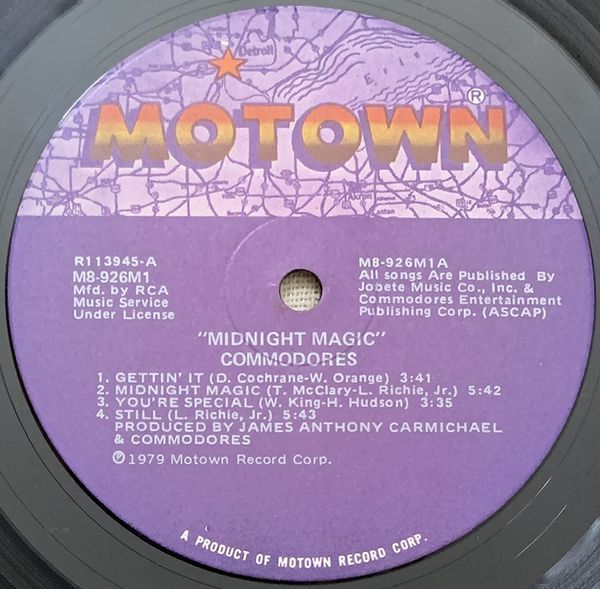 Detroit
Erie
®
MOTOWN
Akron
Canton
R113945-A
M8-926M1
Mfd. by RCA
Music Service
Under License
M8-926M1A
All songs Are Published By
Jobete Music Co., Inc. &
Commodores Entertainment
Publishing Corp. (ASCAP)
"MIDNIGHT MAGIC"
COMMODORES
1. GETTIN' IT (D. Cochrane-W. Orange) 3:41
2. MIDNIGHT MAGIC (T. McClary-L. Richie, Jr.) 5:42
3. YOU'RE SPECIAL (W. King-H. Hudson) 3:35
4. STILL (L. Richie, Jr.) 5:43
PRODUCED BY JAMES ANTHONY CARMICHAEL
& COMMODORES
℗ 1979 Motown Record Corp.
A PRODUCT OF MOTOWN RECORD CORP.